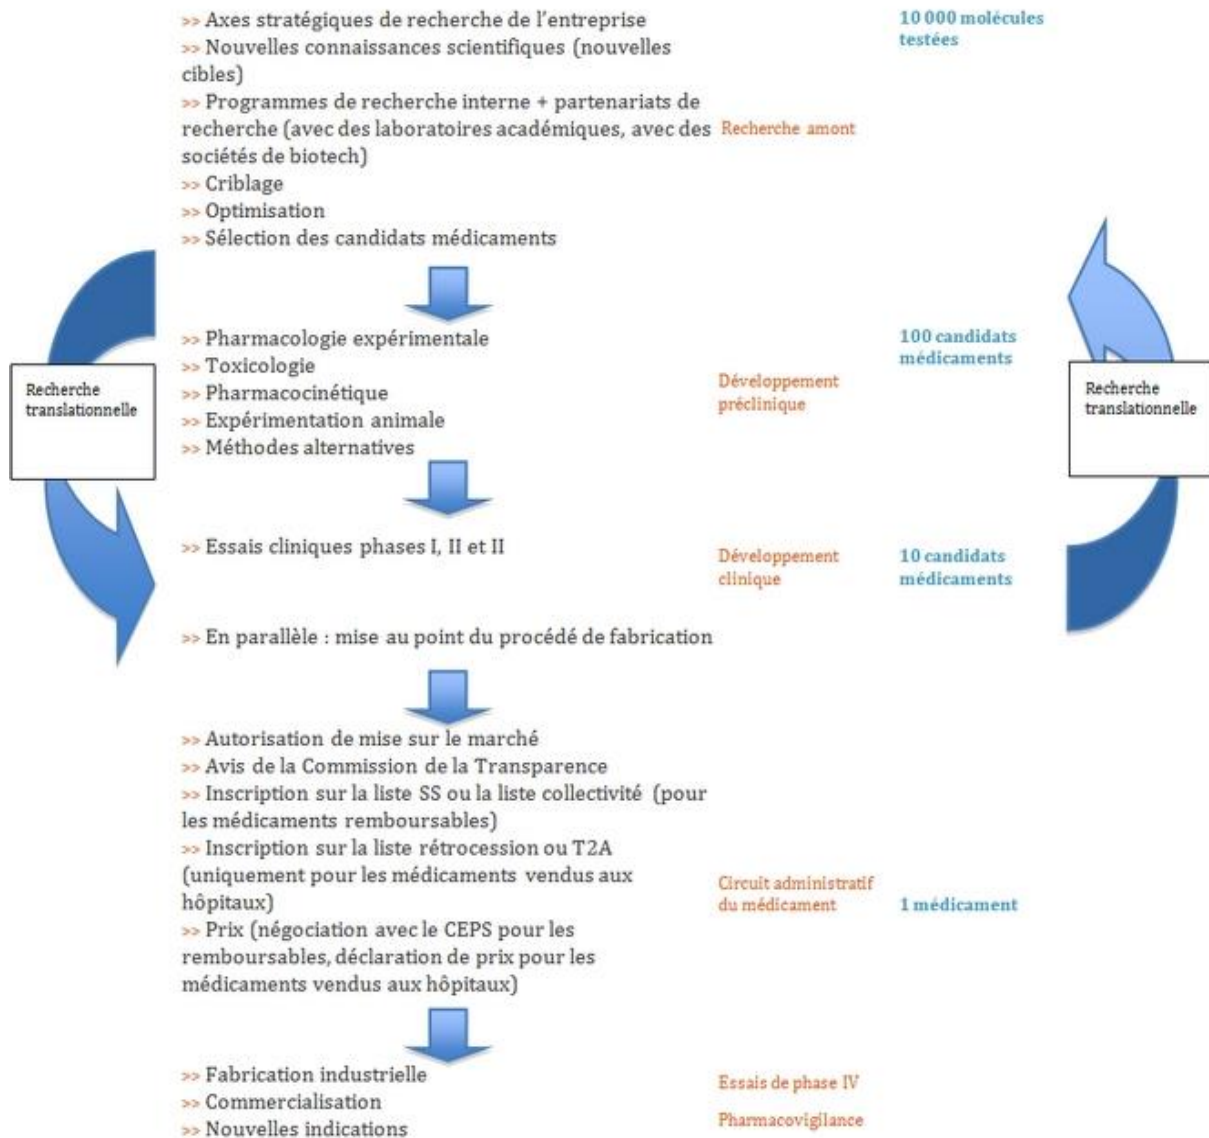 >> Axes stratégiques de recherche de l'entreprise
>> Nouvelles connaissances scientifiques (nouvelles
cibles)
>> Programmes de recherche interne + partenariats de
recherche (avec des laboratoires académiques, avec des
sociétés de biotech)
>> Criblage
>> Optimisation
>> Sélection des candidats médicaments
Recherche amont
10 000 molécules
testées
>> Pharmacologie expérimentale
>> Toxicologie
>> Pharmacocinétique
>> Expérimentation animale
>> Méthodes alternatives
Développement
préclinique
100 candidats
médicaments
Recherche
translationnelle
Recherche
translationnelle
>> Essais cliniques phases I, II et II
>> En parallèle : mise au point du procédé de fabrication
Développement
clinique
10 candidats
médicaments
>> Autorisation de mise sur le marché
>> Avis de la Commission de la Transparence
>> Inscription sur la liste SS ou la liste collectivité (pour
les médicaments remboursables)
>> Inscription sur la liste rétrocession ou T2A
(uniquement pour les médicaments vendus aux
hôpitaux)
>> Prix (négociation avec le CEPS pour les
remboursables, déclaration de prix pour les
médicaments vendus aux hôpitaux)
Circuit administratif
du médicament
1 médicament
>> Fabrication industrielle
>> Commercialisation
>> Nouvelles indications
Essais de phase IV
Pharmacovigilance